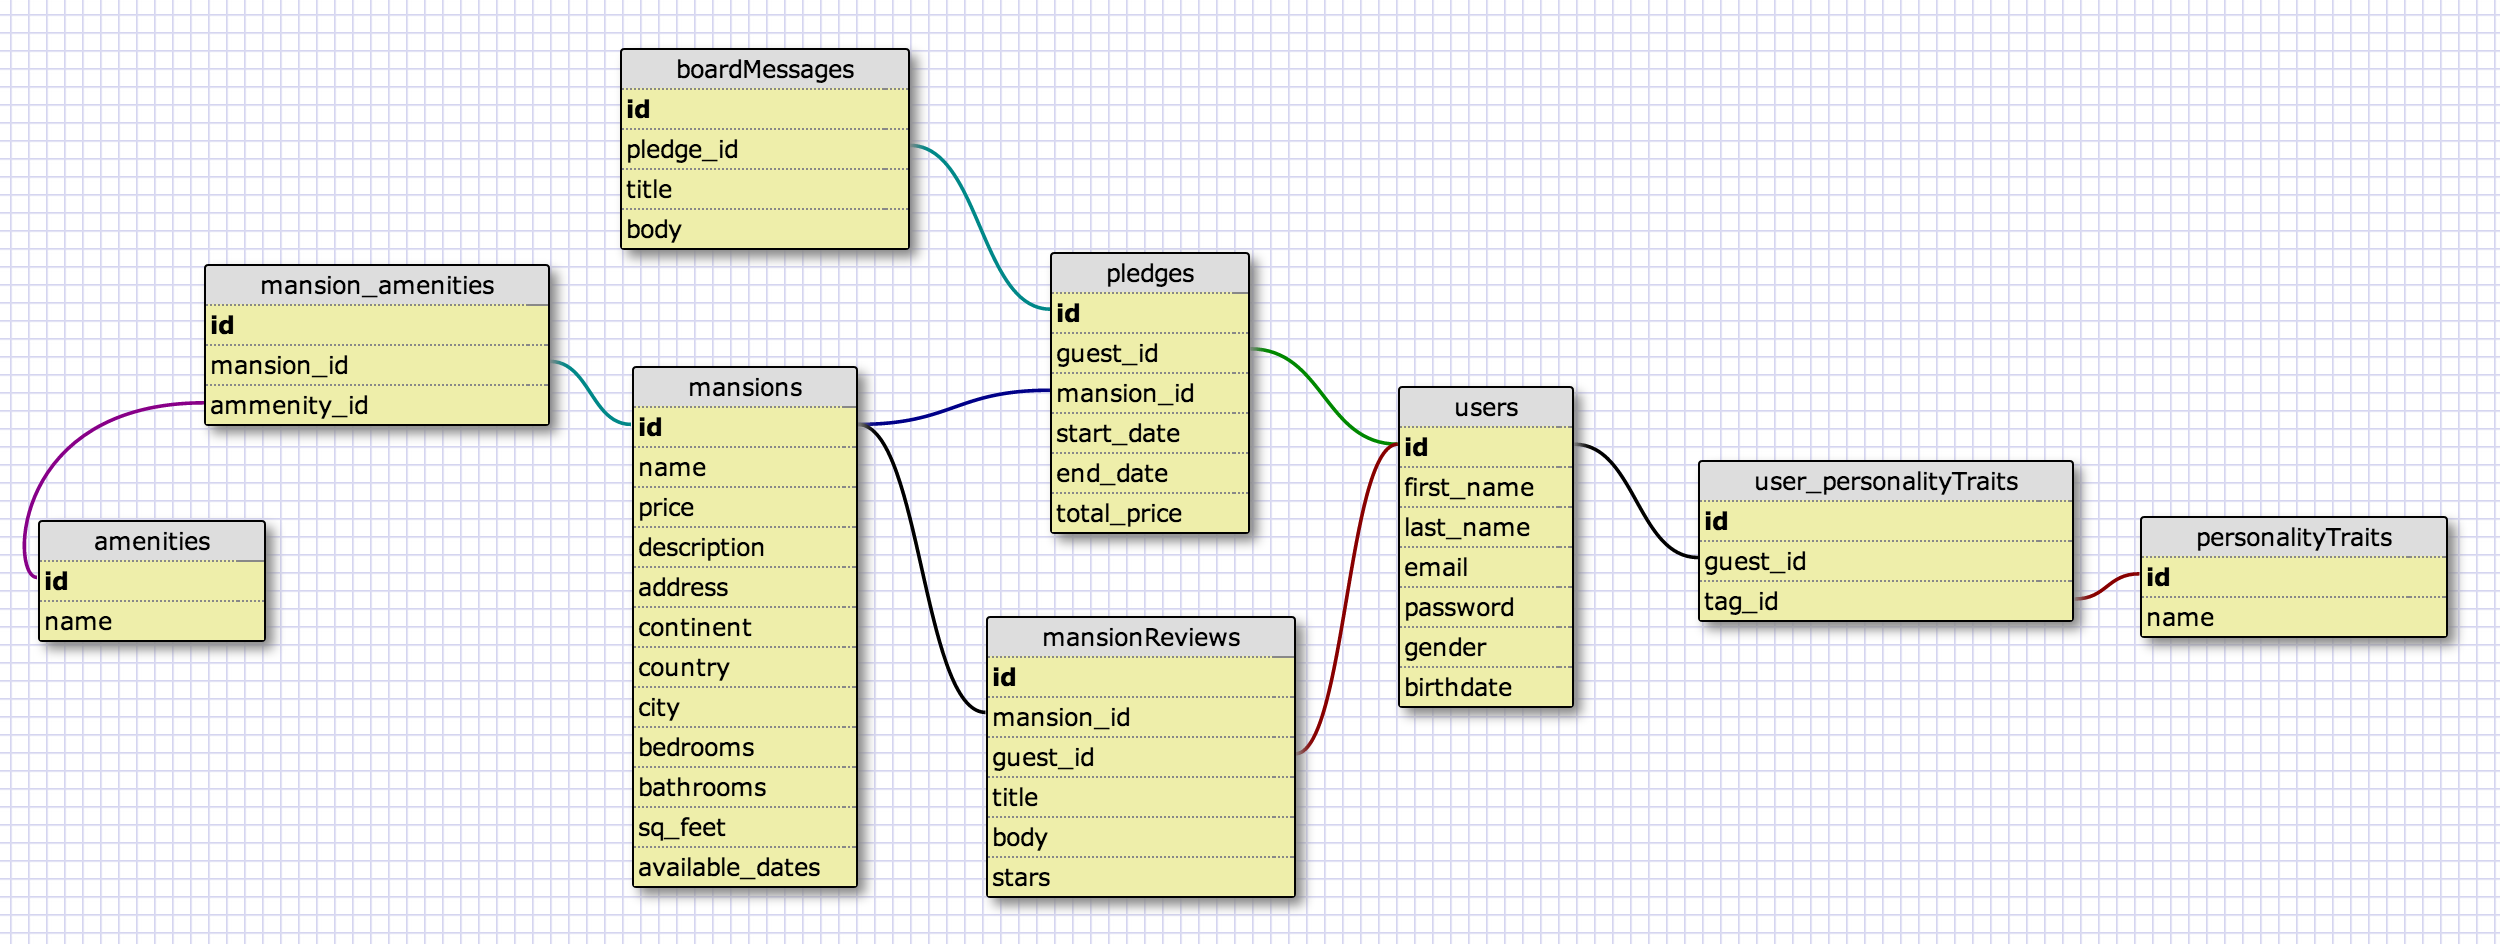 boardMessages
id
pledge_id
title
body
mansion_amenities
id
mansion_id
ammenity_id
amenities
id
name
mansions
id
name
price
description
address
continent
country
city
bedrooms
bathrooms
sq_feet
available_dates
pledges
id
guest_id
mansion_id
start_date
end_date
total_price
mansionReviews
id
mansion_id
guest_id
title
body
stars
users
id
first_name
last_name
email
password
gender
birthdate
user_personalityTraits
id
guest_id
tag_id
personalityTraits
id
name